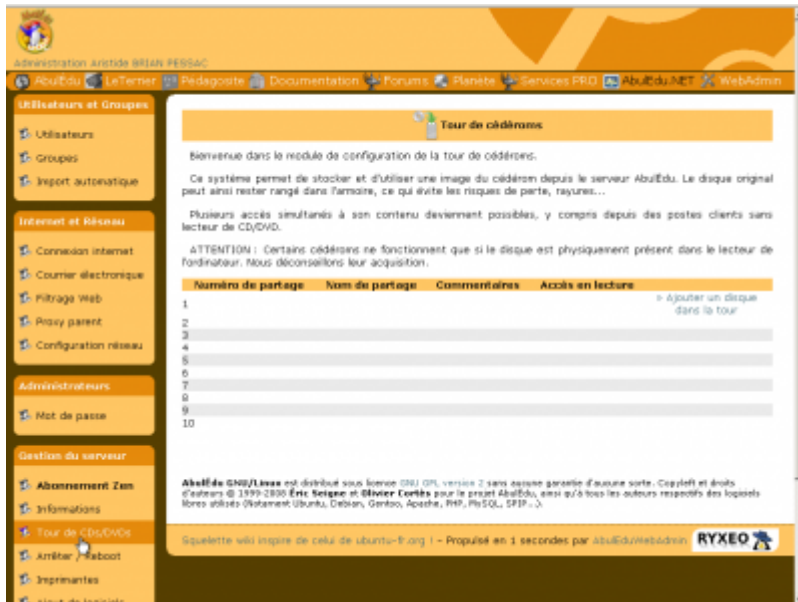 AbulÉdu
Administration Aristide BRIAN PESSAC
AbulÉdu LeTerrier Pedagosite Documentation Forums Planète Services PRO AbulEdu.NET WebAdmin
Utilisateurs et Groupes
Utilisateurs
Groupes
Import automatique
Internet et Réseau
Connexion internet
Courrier électronique
Filtrage Web
Proxy parent
Configuration réseau
Administrateurs
Mot de passe
Gestion du serveur
Abonnement Zen
Informations
Tour de CDs/DVDs
Arrêter / Reboot
Imprimantes
Ajout de logiciels
Tour de cédéroms
Bienvenue dans le module de configuration de la tour de cédéroms.
Ce système permet de stocker et d'utiliser une image du cédérom depuis le serveur AbulÉdu. Le disque original
peut ainsi rester rangé dans l'armoire, ce qui évite les risques de perte, rayures...
Plusieurs accès simultanés à son contenu deviennent possibles, y compris depuis des postes clients sans
lecteur de CD/DVD.
ATTENTION : Certains cédéroms ne fonctionnent que si le disque est physiquement présent dans le lecteur de
l'ordinateur. Nous déconseillons leur acquisition.
Numéro de partage Nom de partage Commentaires Accès en lecture
1 » Ajouter un disque
dans la tour
2
3
4
5
6
7
8
9
10
AbulÉdu GNU/Linux est distribué sous licence GNU GPL version 2 sans aucune garantie d'aucune sorte. Copyleft et droits
d'auteurs @ 1999-2008 Éric Seigne et Olivier Cortès pour le projet AbulÉdu, ainsi qu'à tous les auteurs respectifs des logiciels
libres utilisés (Notament Ubuntu, Debian, Gentoo, Apache, PHP, MySQL, SPIP...).
Squelette wiki inspire de celui de ubuntu-fr.org ! - Propulsé en 1 secondes par AbulEduWebAdmin RYXEO